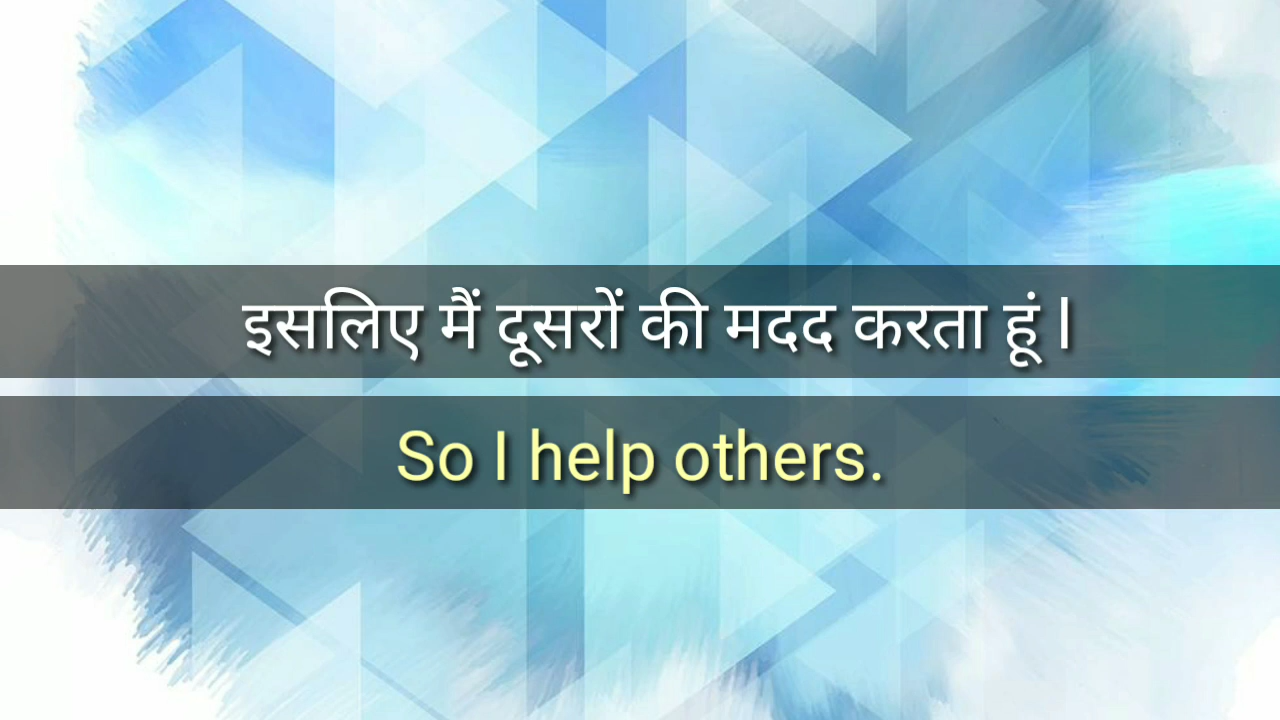 इसलिए मैं दूसरों की मदद करता हूं l
So I help others.